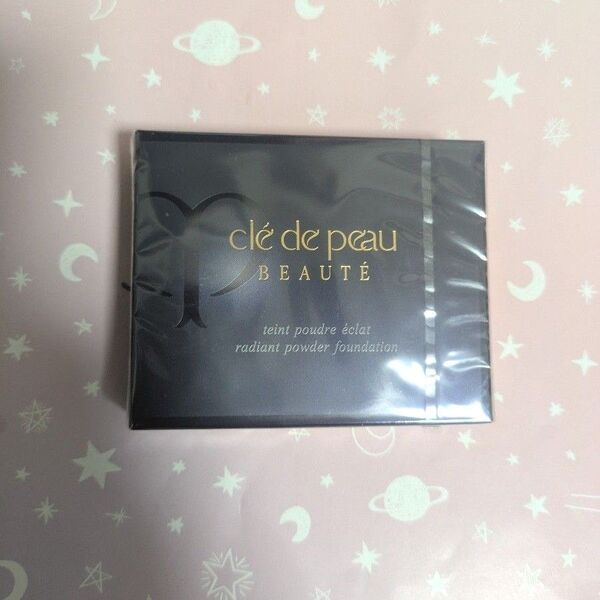 clé de peau
BEAUTÉ
teint poudre éclat
radiant powder foundation